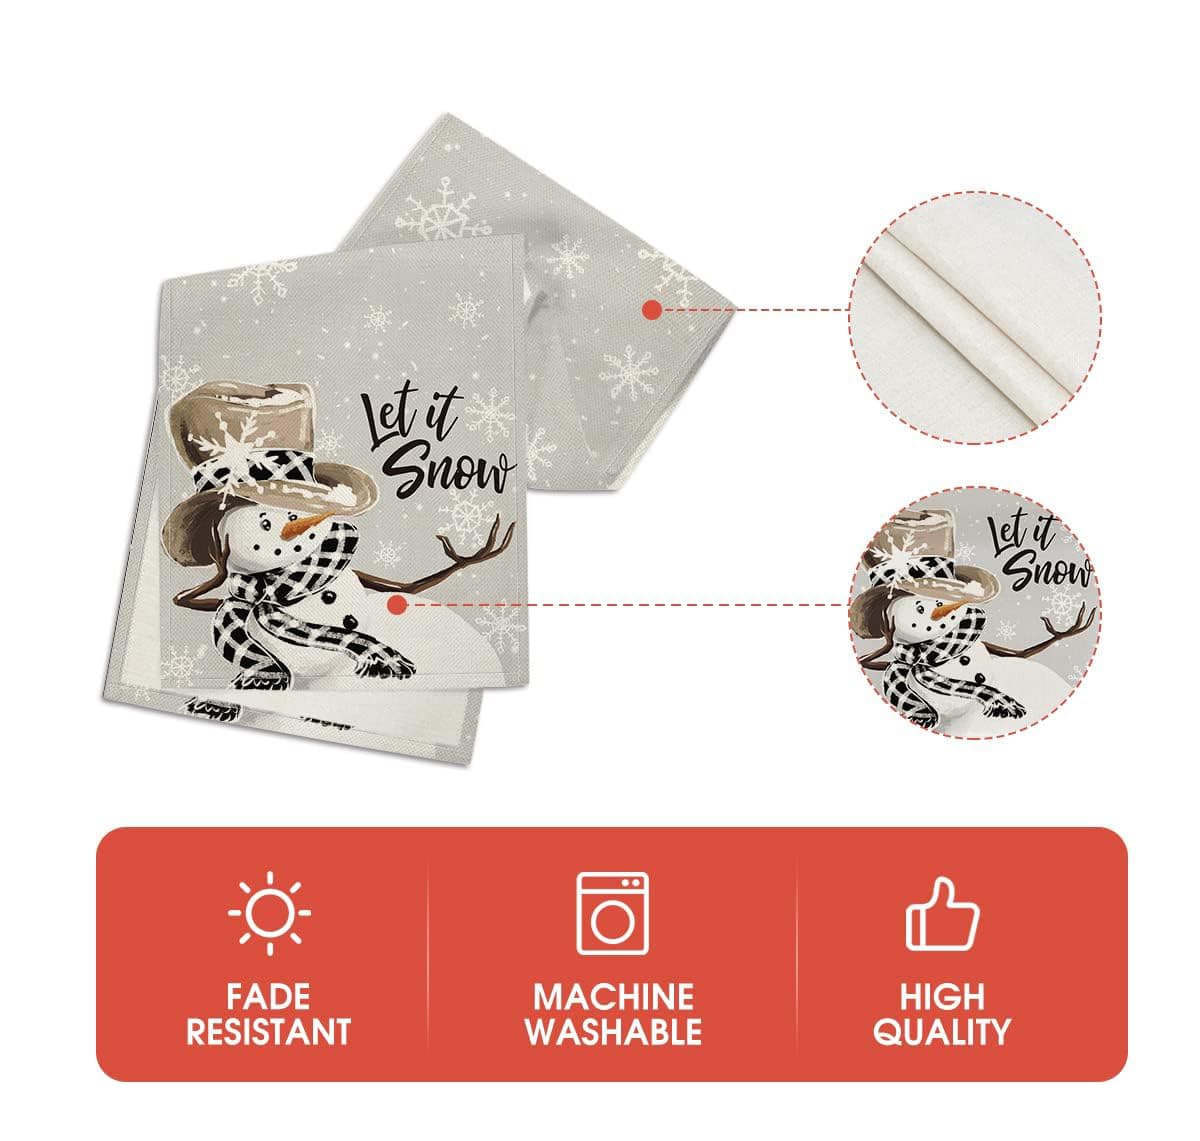 Let it
Snow
Let it
Snow
FADE
RESISTANT
MACHINE
WASHABLE
HIGH
QUALITY